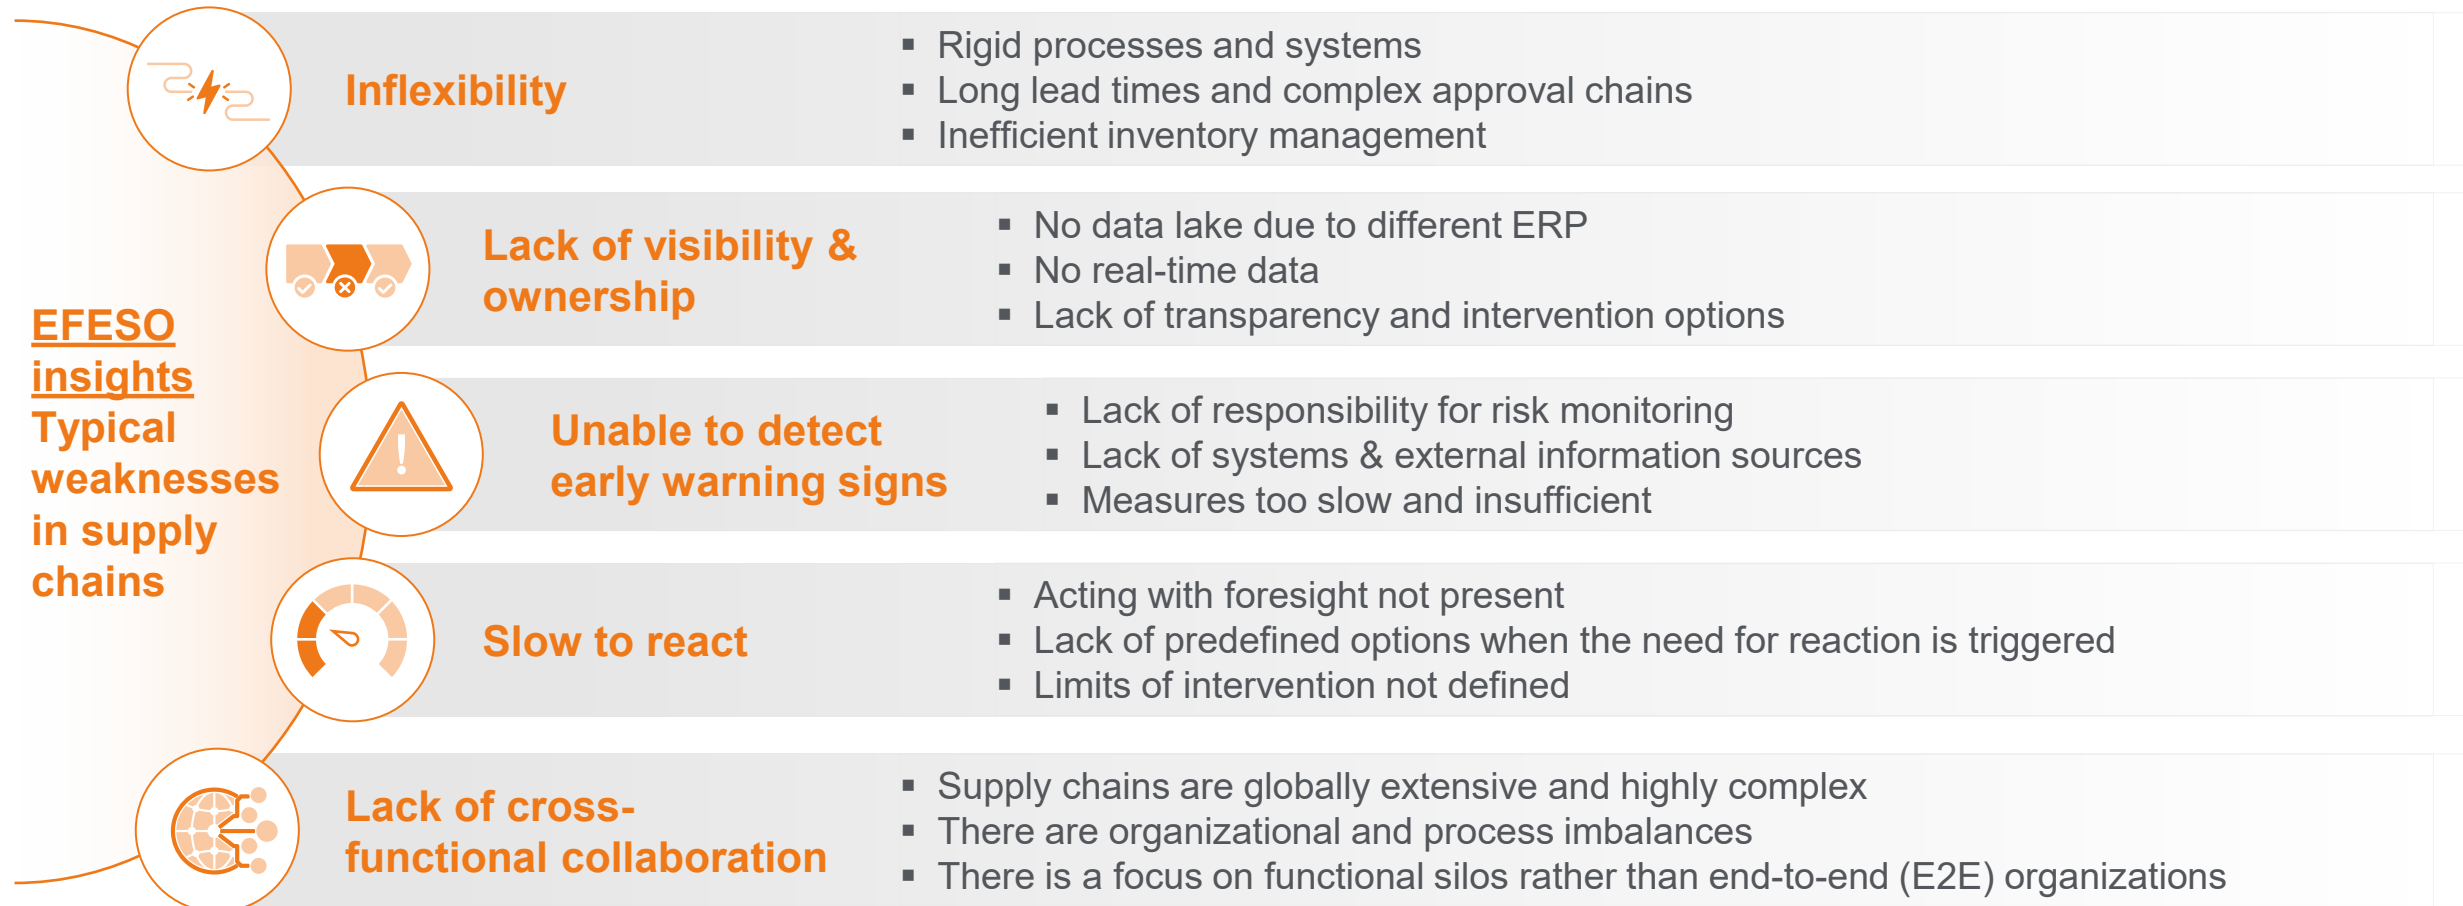 EFESO
insights
Typical
weaknesses
in supply
chains
Inflexibility
▪ Rigid processes and systems
▪ Long lead times and complex approval chains
▪ Inefficient inventory management
Lack of visibility &
ownership
▪ No data lake due to different ERP
▪ No real-time data
▪ Lack of transparency and intervention options
Unable to detect
early warning signs
▪ Lack of responsibility for risk monitoring
▪ Lack of systems & external information sources
▪ Measures too slow and insufficient
Slow to react
▪ Acting with foresight not present
▪ Lack of predefined options when the need for reaction is triggered
▪ Limits of intervention not defined
Lack of cross-
functional collaboration
▪ Supply chains are globally extensive and highly complex
▪ There are organizational and process imbalances
▪ There is a focus on functional silos rather than end-to-end (E2E) organizations